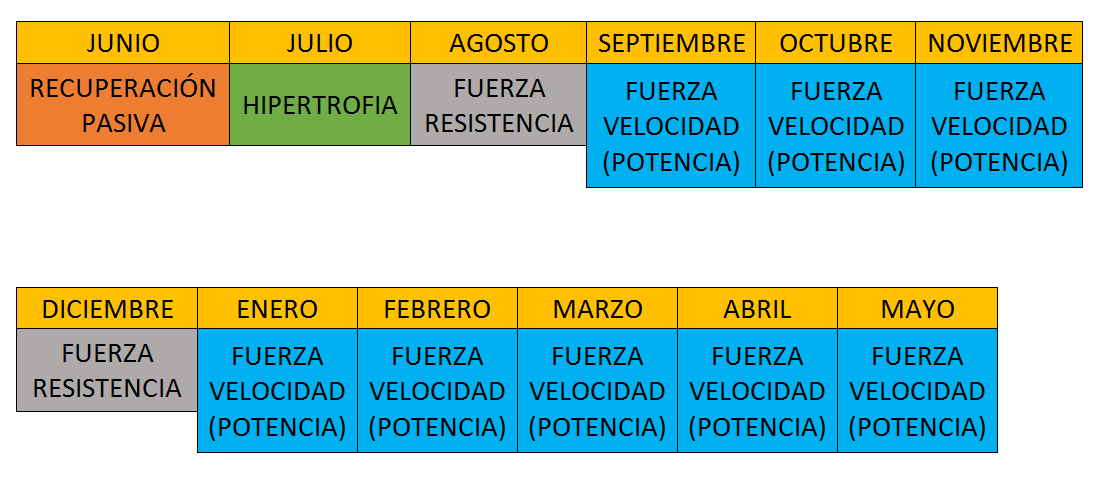 JUNIO JULIO AGOSTO SEPTIEMBRE OCTUBRE NOVIEMBRE
RECUPERACIÓN
PASIVA
HIPERTROFIA
FUERZA
RESISTENCIA
FUERZA
VELOCIDAD
(POTENCIA)
FUERZA
VELOCIDAD
(POTENCIA)
FUERZA
VELOCIDAD
(POTENCIA)
DICIEMBRE ENERO FEBRERO MARZO ABRIL MAYO
FUERZA
RESISTENCIA
FUERZA
VELOCIDAD
(POTENCIA)
FUERZA
VELOCIDAD
(POTENCIA)
FUERZA
VELOCIDAD
(POTENCIA)
FUERZA
VELOCIDAD
(POTENCIA)
FUERZA
VELOCIDAD
(POTENCIA)